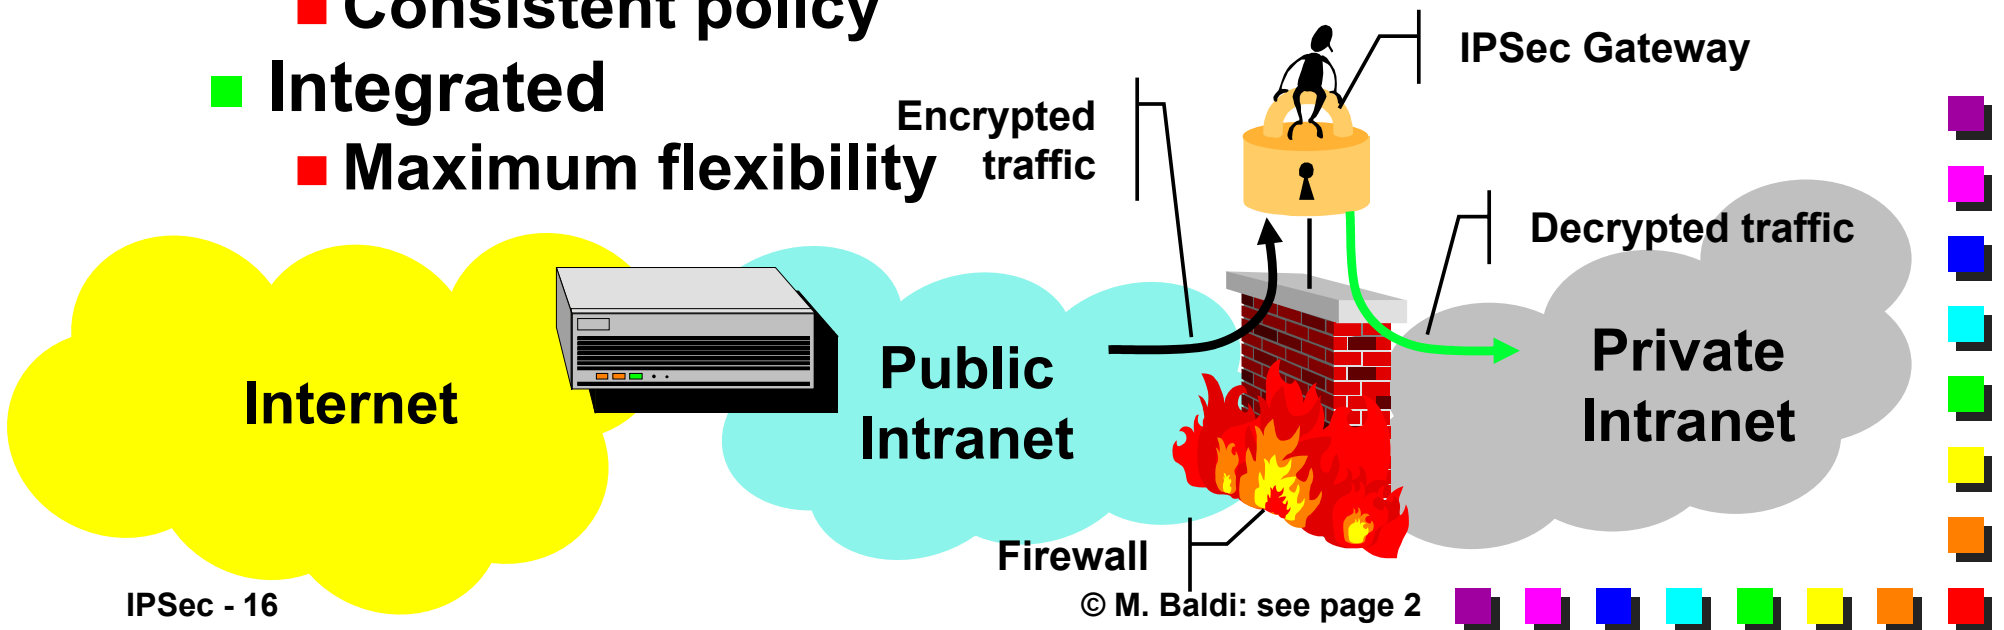 Consistent policy
Integrated
Maximum flexibility
IPSec Gateway
Encrypted
traffic
Decrypted traffic
Internet
Public
Intranet
Private
Intranet
Firewall
IPSec - 16
© M. Baldi: see page 2